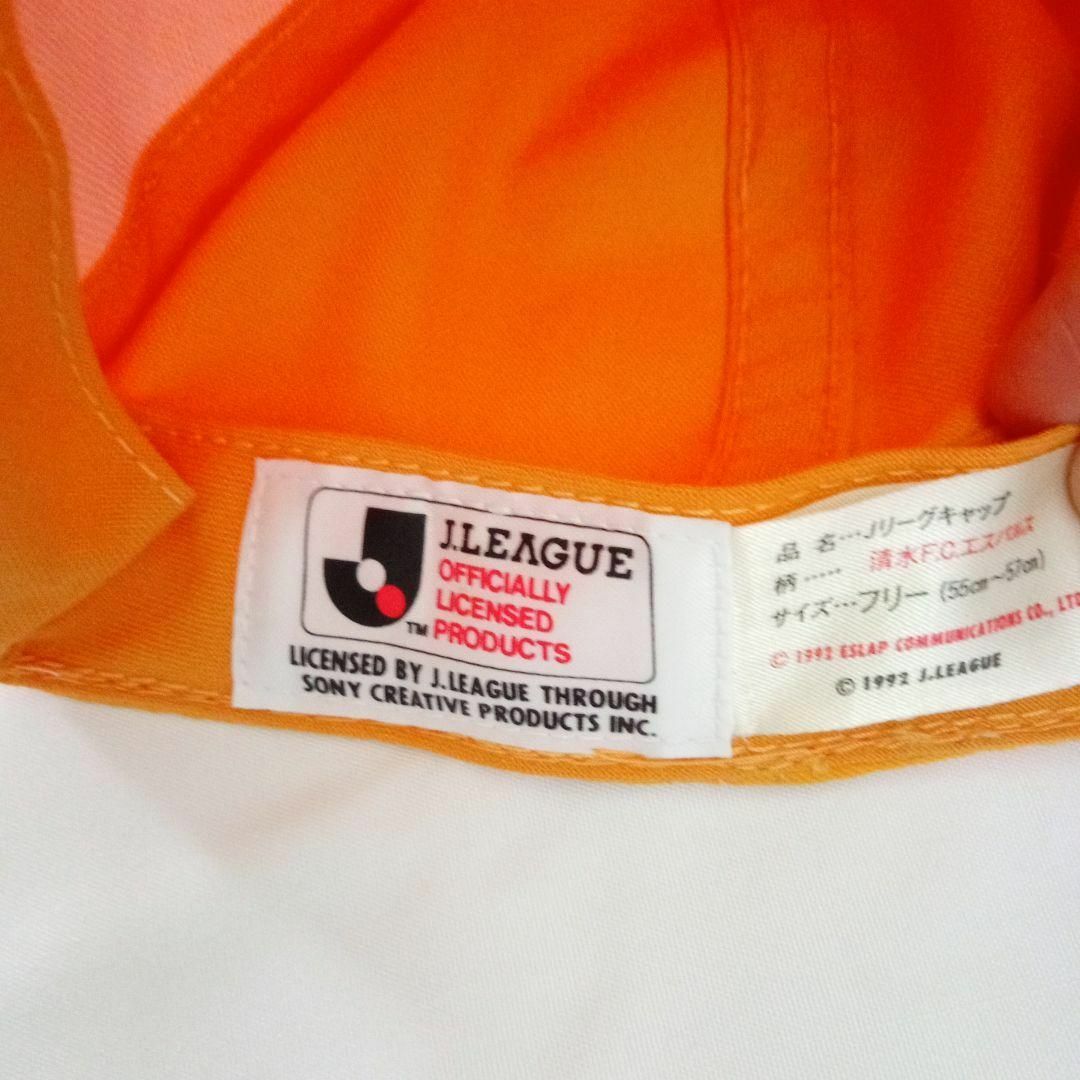 J.LEAGUE
OFFICIALLY
LICENSED
TM PRODUCTS
LICENSED BY J.LEAGUE THROUGH
SONY CREATIVE PRODUCTS INC.
品 名…Jリーグキャップ
柄…… 清水F.C.エスパルス
サイズ…フリー (55cm〜57cm)
© 1992 ESLAP COMMUNICATIONS CO., LTD
© 1992 J.LEAGUE